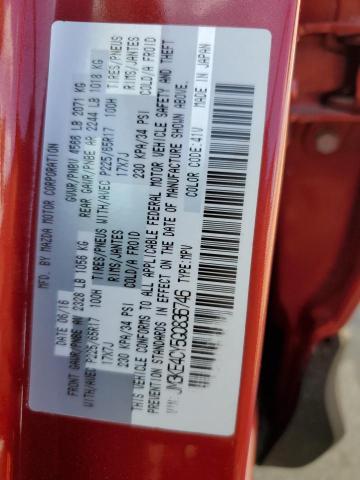 MFD. BY: MAZDA MOTOR CORPORATION
DATE 06/16 GVWR/PNBV 4566 LB 2071 KG
FRONT GAWR/PNBE AV 2328 LB 1056 KG REAR GAWR/PNBE AR 2244 LB 1018 KG
WITH/AVEC P225/65R17 100H TIRES/PNEUS WITH/AVEC P225/65R17 100H TIRES/PNEUS
17X7J RIMS/JANTES 17X7J RIMS/JANTES
230 KPA/34 PSI COLD/A FROID 230 KPA/34 PSI COLD/A FROID
THIS VEHICLE CONFORMS TO ALL APPLICABLE FEDERAL MOTOR VEHICLE SAFETY AND THEFT
PREVENTION STANDARDS IN EFFECT ON THE DATE OF MANUFACTURE SHOWN ABOVE.
VIN: JM3KE4CY5G0836746 TYPE:MPV COLOR CODE:41V MADE IN JAPAN